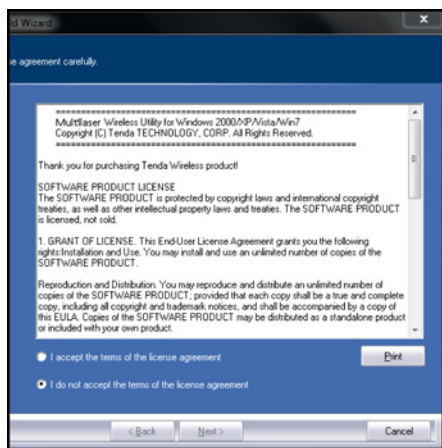 ld Wizard
x
e agreement carefully.
Multilaser Wireless Utility for Windows 2000/XP/Vista/Win7
Copyright (C) Tenda TECHNOLOGY, CORP. All Rights Reserved.
Thank you for purchasing Tenda Wireless product!
SOFTWARE PRODUCT LICENSE
The SOFTWARE PRODUCT is protected by copyright laws and international copyright
treaties, as well as other intellectual property laws and treaties. The SOFTWARE PRODUCT
is licensed, not sold.
1. GRANT OF LICENSE. This End-User License Agreement grants you the following
rights:Installation and Use. You may install and use an unlimited number of copies of the
SOFTWARE PRODUCT.
Reproduction and Distribution. You may reproduce and distribute an unlimited number of
copies of the SOFTWARE PRODUCT; provided that each copy shall be a true and complete
copy, including all copyright and trademark notices, and shall be accompanied by a copy of
this EULA. Copies of the SOFTWARE PRODUCT may be distributed as a standalone product
or included with your own product.
I accept the terms of the license agreement
Print
I do not accept the terms of the license agreement
< Back
Next >
Cancel